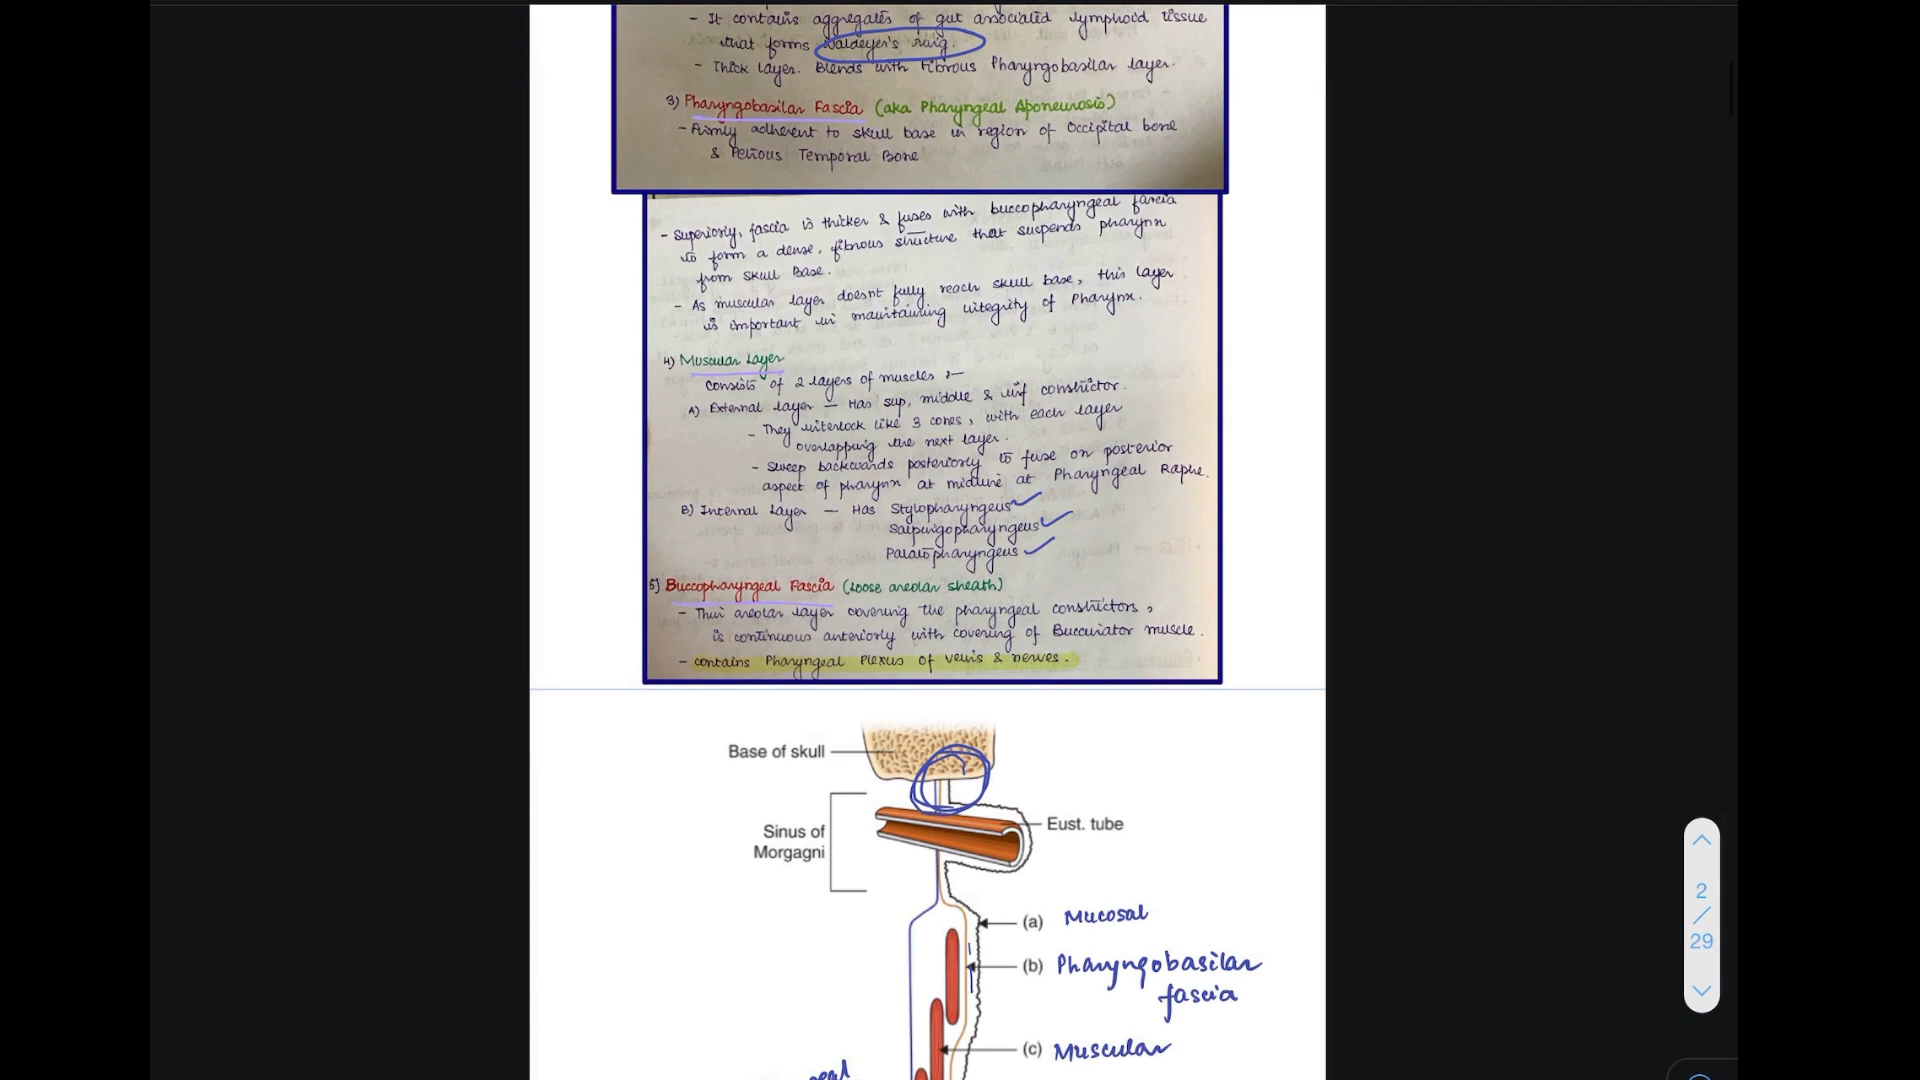 - It contains aggregates of gut associated lymphoid tissue
that forms Waldeyer's ring.
- Thick layer. Blends with Fibrous Pharyngobasilar layer.
3) Pharyngobasilar Fascia (aka Pharyngeal Aponeurosis)
- Firmly adherent to skull base in region of Occipital bone
& Petrous Temporal Bone
- Superiorly, fascia is thicker & fuses with buccopharyngeal fascia
to form a dense, fibrous structure that suspends pharynx
from skull Base.
- As muscular layer doesnt fully reach skull base, this layer
is important in maintaining integrity of Pharynx.
4) Muscular Layer
consists of 2 layers of muscles :-
A) External layer - Has sup, middle & inf constrictor.
- They interlock like 3 cones, with each layer
overlapping the next layer.
- Sweep backwards posteriorly to fuse on posterior
aspect of pharynx at midline at Pharyngeal Raphe.
B) Internal Layer - Has Stylopharyngeus
Salpingopharyngeus
Palatopharyngeus
5) Buccopharyngeal Fascia (Loose areolar sheath)
- Thin areolar layer covering the pharyngeal constrictors,
is continuous anteriorly with covering of Buccinator muscle.
- contains Pharyngeal Plexus of veins & nerves.
Base of skull
Sinus of
Morgagni
Eust. tube
(a) Mucosal
(b) Pharyngobasilar
fascia
(c) Muscular
2
/
29